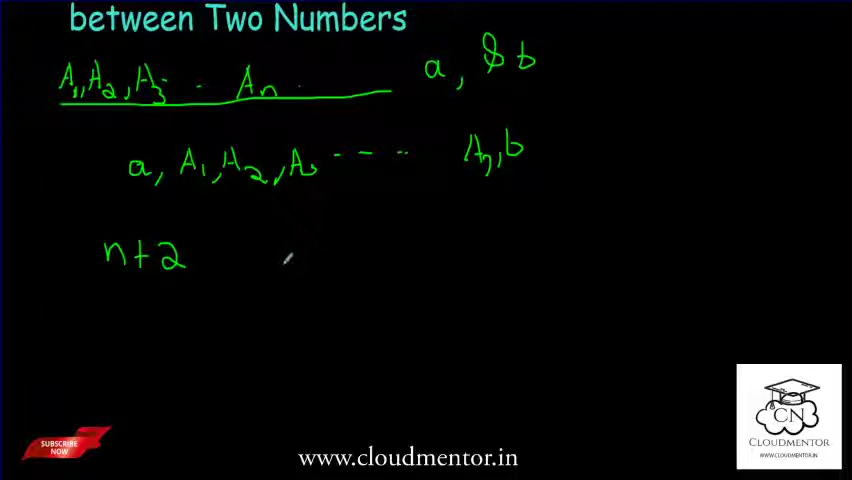 between Two Numbers
A1, A2, A3 - - An - a, & b
a, A1, A2, A3 - - - - An, b
n+2
SUBSCRIBE
NOW
CN
CLOUDMENTOR
WWW.CLOUDMENTOR.IN
www.cloudmentor.in